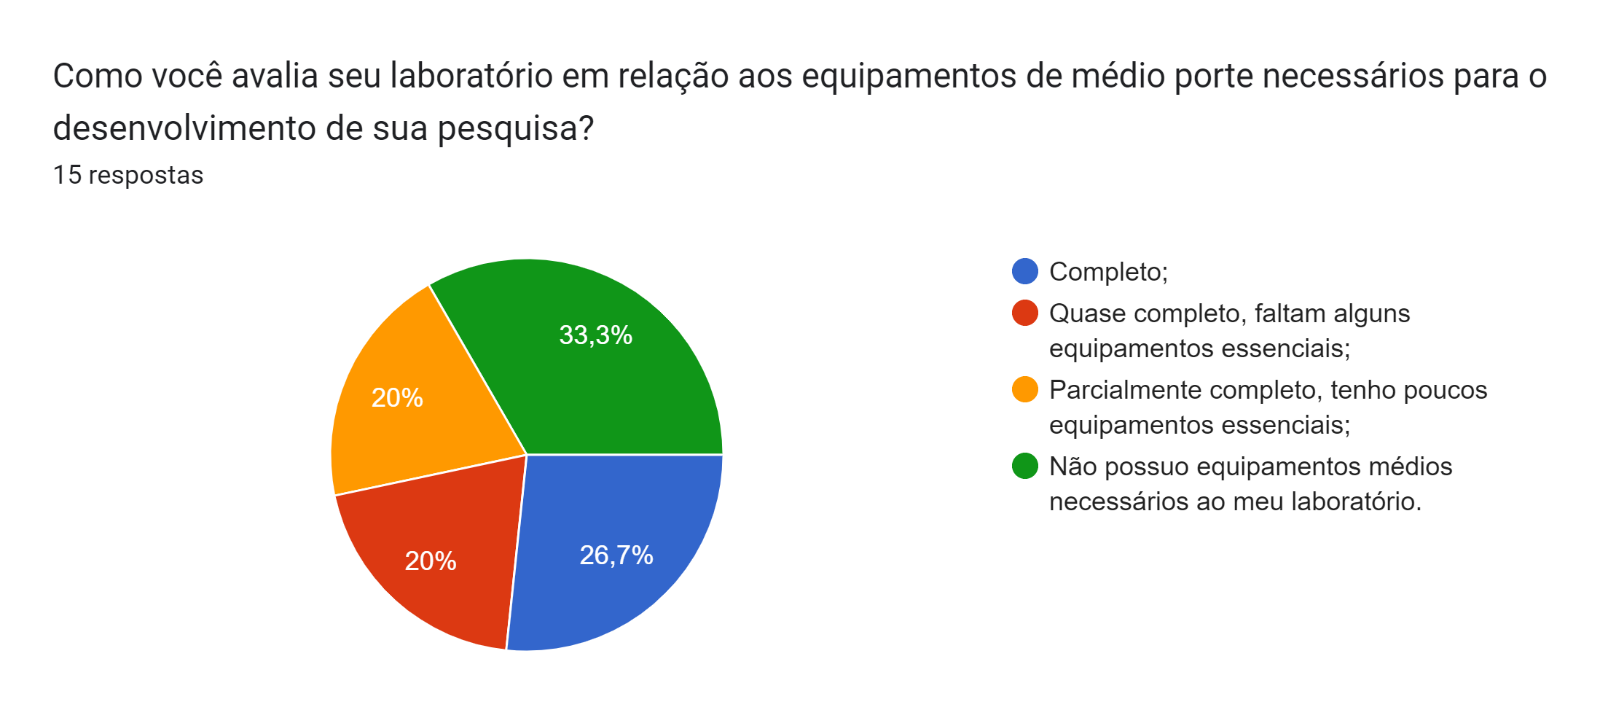 Como você avalia seu laboratório em relação aos equipamentos de médio porte necessários para o
desenvolvimento de sua pesquisa?
15 respostas
33,3%
20%
20%
26,7%
Completo;
Quase completo, faltam alguns
equipamentos essenciais;
Parcialmente completo, tenho poucos
equipamentos essenciais;
Não possuo equipamentos médios
necessários ao meu laboratório.